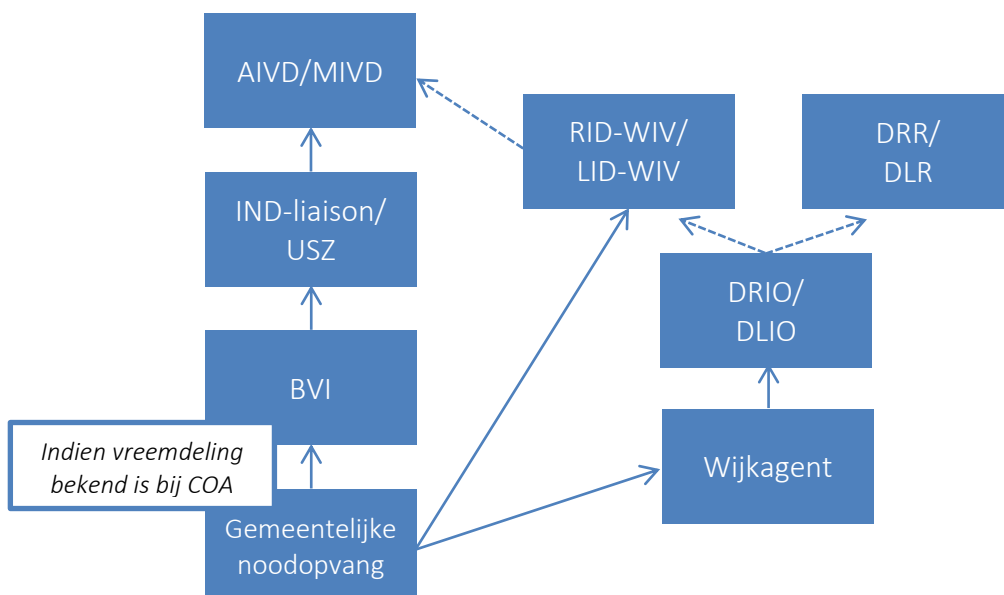 AIVD/MIVD
RID-WIV/
LID-WIV
DRR/
DLR
IND-liaison/
USZ
DRIO/
DLIO
BVI
Indien vreemdeling
bekend is bij COA
Wijkagent
Gemeentelijke
noodopvang